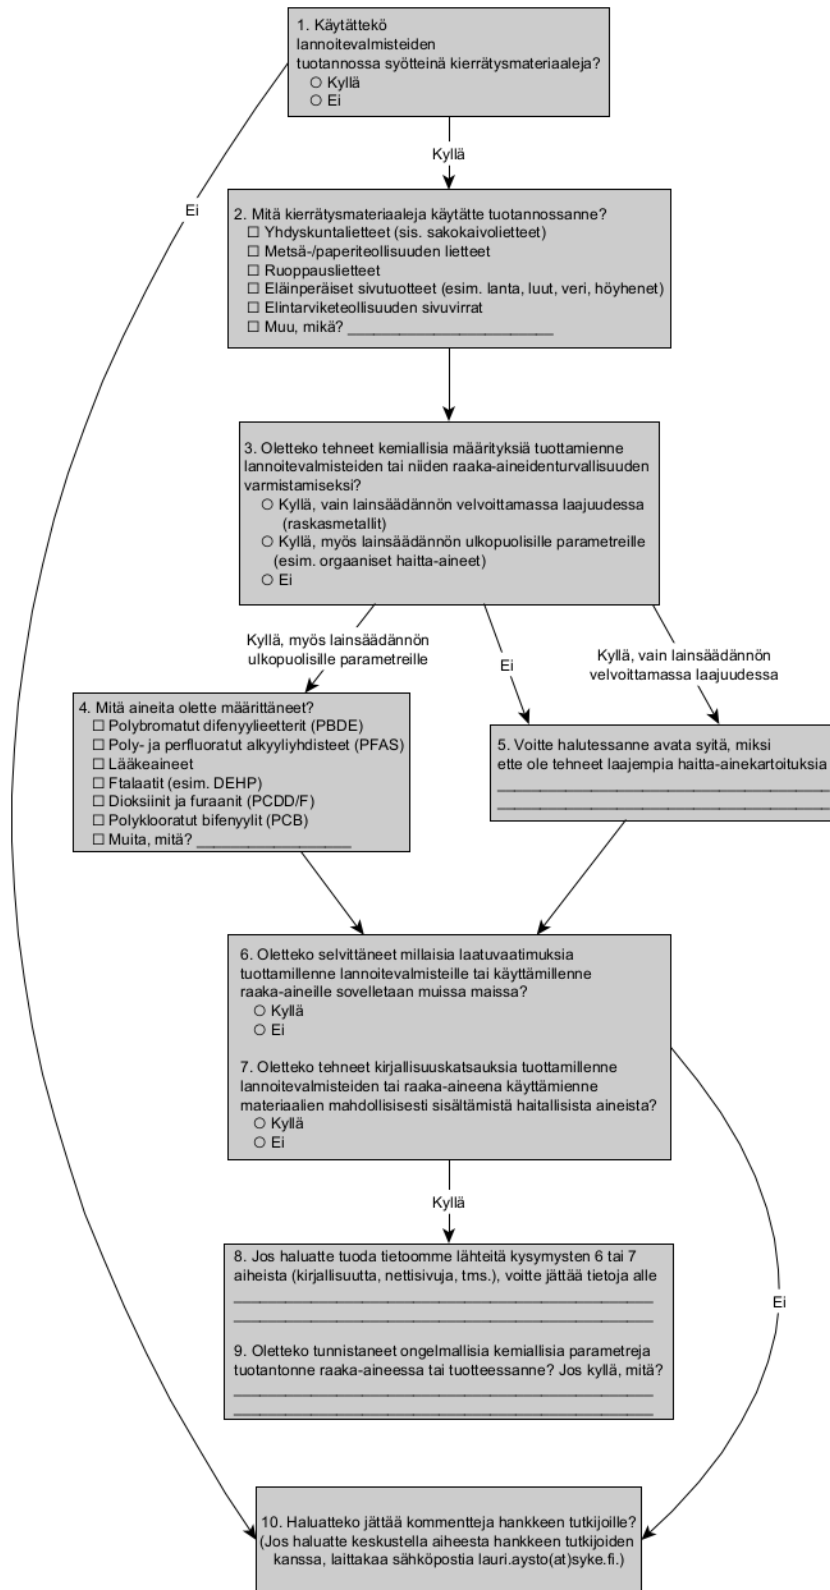 1. Käytättekö
lannoitevalmisteiden
tuotannossa syötteinä kierrätysmateriaaleja?
○ Kyllä
○ Ei
Kyllä
Ei
2. Mitä kierrätysmateriaaleja käytätte tuotannossanne?
☐ Yhdyskuntalietteet (sis. sakokaivolietteet)
☐ Metsä-/paperiteollisuuden lietteet
☐ Ruoppauslietteet
☐ Eläinperäiset sivutuotteet (esim. lanta, luut, veri, höyhenet)
☐ Elintarviketeollisuuden sivuvirrat
☐ Muu, mikä? _________________________
3. Oletteko tehneet kemiallisia määrityksiä tuottamienne
lannoitevalmisteiden tai niiden raaka-aineidenturvallisuuden
varmistamiseksi?
○ Kyllä, vain lainsäädännön velvoittamassa laajuudessa
(raskasmetallit)
○ Kyllä, myös lainsäädännön ulkopuolisille parametreille
(esim. orgaaniset haitta-aineet)
○ Ei
Kyllä, myös lainsäädännön
ulkopuolisille parametreille
Ei
Kyllä, vain lainsäädännön
velvoittamassa laajuudessa
4. Mitä aineita olette määrittäneet?
☐ Polybromatut difenyylieetterit (PBDE)
☐ Poly- ja perfluoratut alkyyliyhdisteet (PFAS)
☐ Lääkeaineet
☐ Ftalaatit (esim. DEHP)
☐ Dioksiinit ja furaanit (PCDD/F)
☐ Polyklooratut bifenyylit (PCB)
☐ Muita, mitä? ___________________
5. Voitte halutessanne avata syitä, miksi
ette ole tehneet laajempia haitta-ainekartoituksia
6. Oletteko selvittäneet millaisia laatuvaatimuksia
tuottamillenne lannoitevalmisteille tai käyttämillenne
raaka-aineille sovelletaan muissa maissa?
○ Kyllä
○ Ei
7. Oletteko tehneet kirjallisuuskatsauksia tuottamillenne
lannoitevalmisteiden tai raaka-aineena käyttämienne
materiaalien mahdollisesti sisältämistä haitallisista aineista?
○ Kyllä
○ Ei
Kyllä
8. Jos haluatte tuoda tietoomme lähteitä kysymysten 6 tai 7
aiheista (kirjallisuutta, nettisivuja, tms.), voitte jättää tietoja alle
Ei
9. Oletteko tunnistaneet ongelmallisia kemiallisia parametreja
tuotantonne raaka-aineessa tai tuotteessanne? Jos kyllä, mitä?
10. Haluatteko jättää kommentteja hankkeen tutkijoille?
(Jos haluatte keskustella aiheesta hankkeen tutkijoiden
kanssa, laittakaa sähköpostia lauri.aysto(at)syke.fi.)